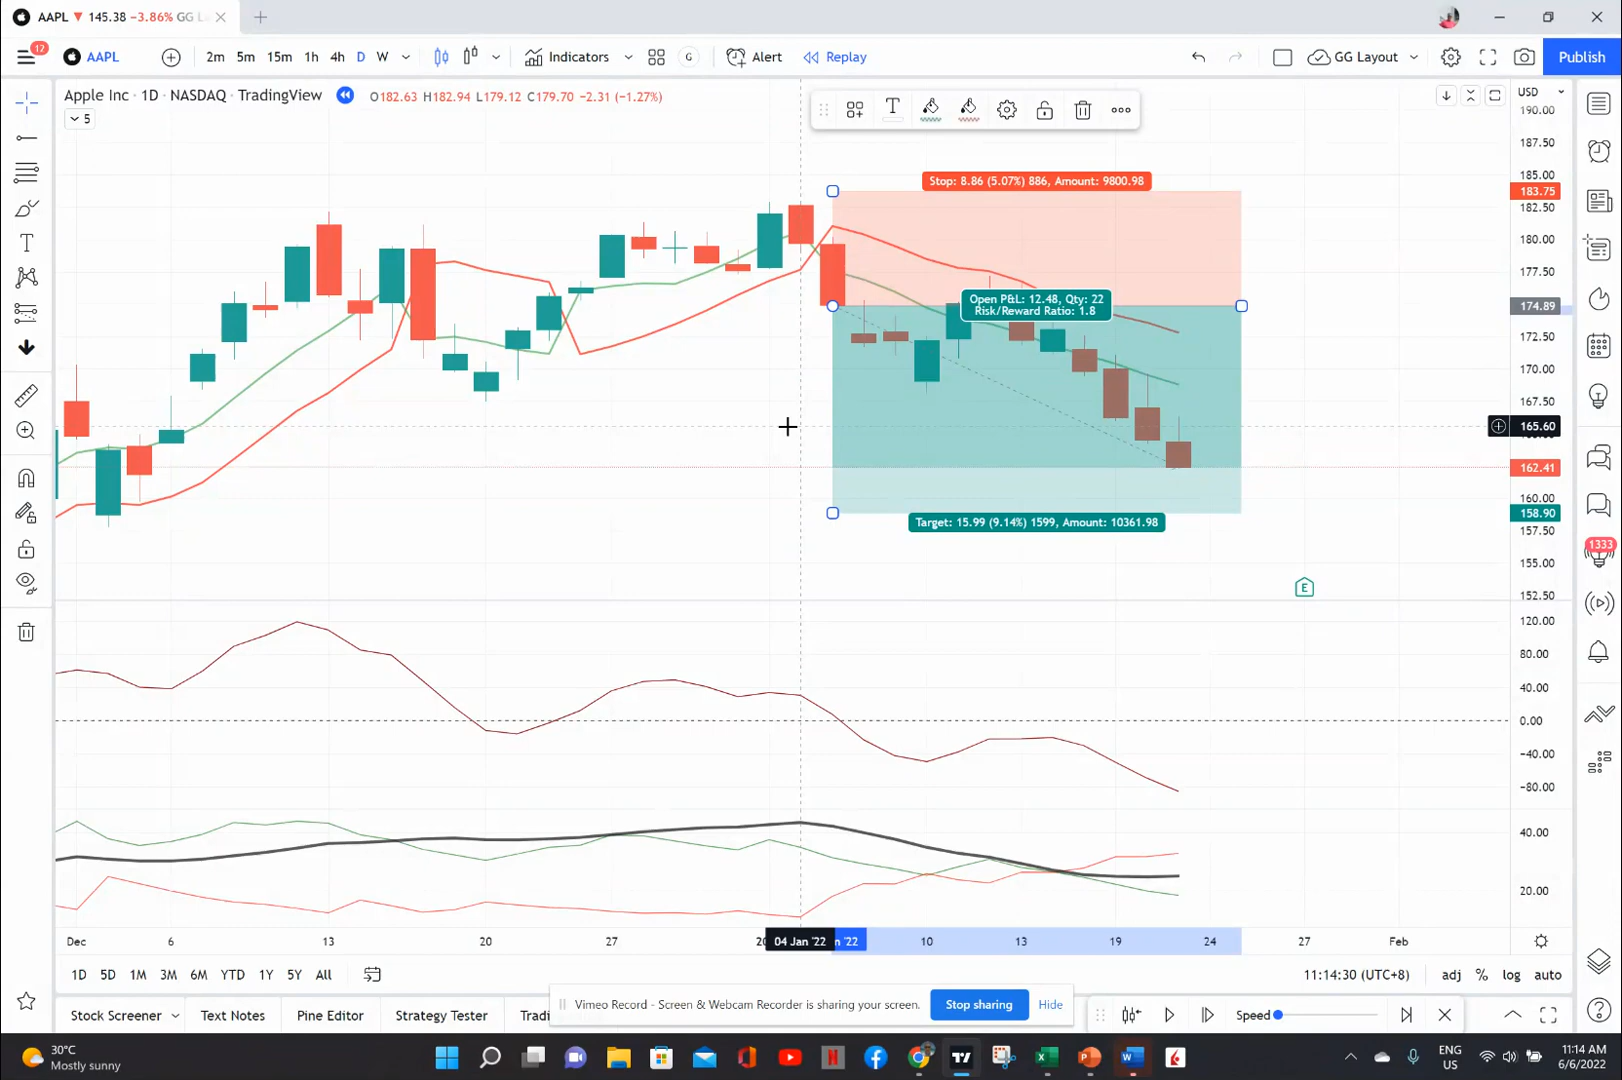 AAPL ▼ 145.38 −3.86% GG L
17
AAPL
2m 5m 15m 1h 4h D W
Indicators
G
Alert
Replay
GG Layout
Publish
Apple Inc · 1D · NASDAQ · TradingView
O182.63 H182.94 L179.12 C179.70 −2.31 (−1.27%)
5
USD
190.00
187.50
185.00
183.75
182.50
180.00
177.50
174.89
172.50
170.00
167.50
165.60
162.41
160.00
158.90
157.50
155.00
152.50
Stop: 8.86 (5.07%) 886, Amount: 9800.98
Open P&L: 12.48, Qty: 22
Risk/Reward Ratio: 1.8
Target: 15.99 (9.14%) 1599, Amount: 10361.98
E
1333
120.00
80.00
40.00
0.00
−40.00
−80.00
40.00
20.00
Dec 6 13 20 27 20 04 Jan '22 n '22 10 13 19 24 27 Feb
1D 5D 1M 3M 6M YTD 1Y 5Y All
11:14:30 (UTC+8)
adj % log auto
Stock Screener
Text Notes
Pine Editor
Strategy Tester
Tradi
Vimeo Record - Screen & Webcam Recorder is sharing your screen.
Stop sharing
Hide
Speed
30°C
Mostly sunny
ENG
US
11:14 AM
6/6/2022